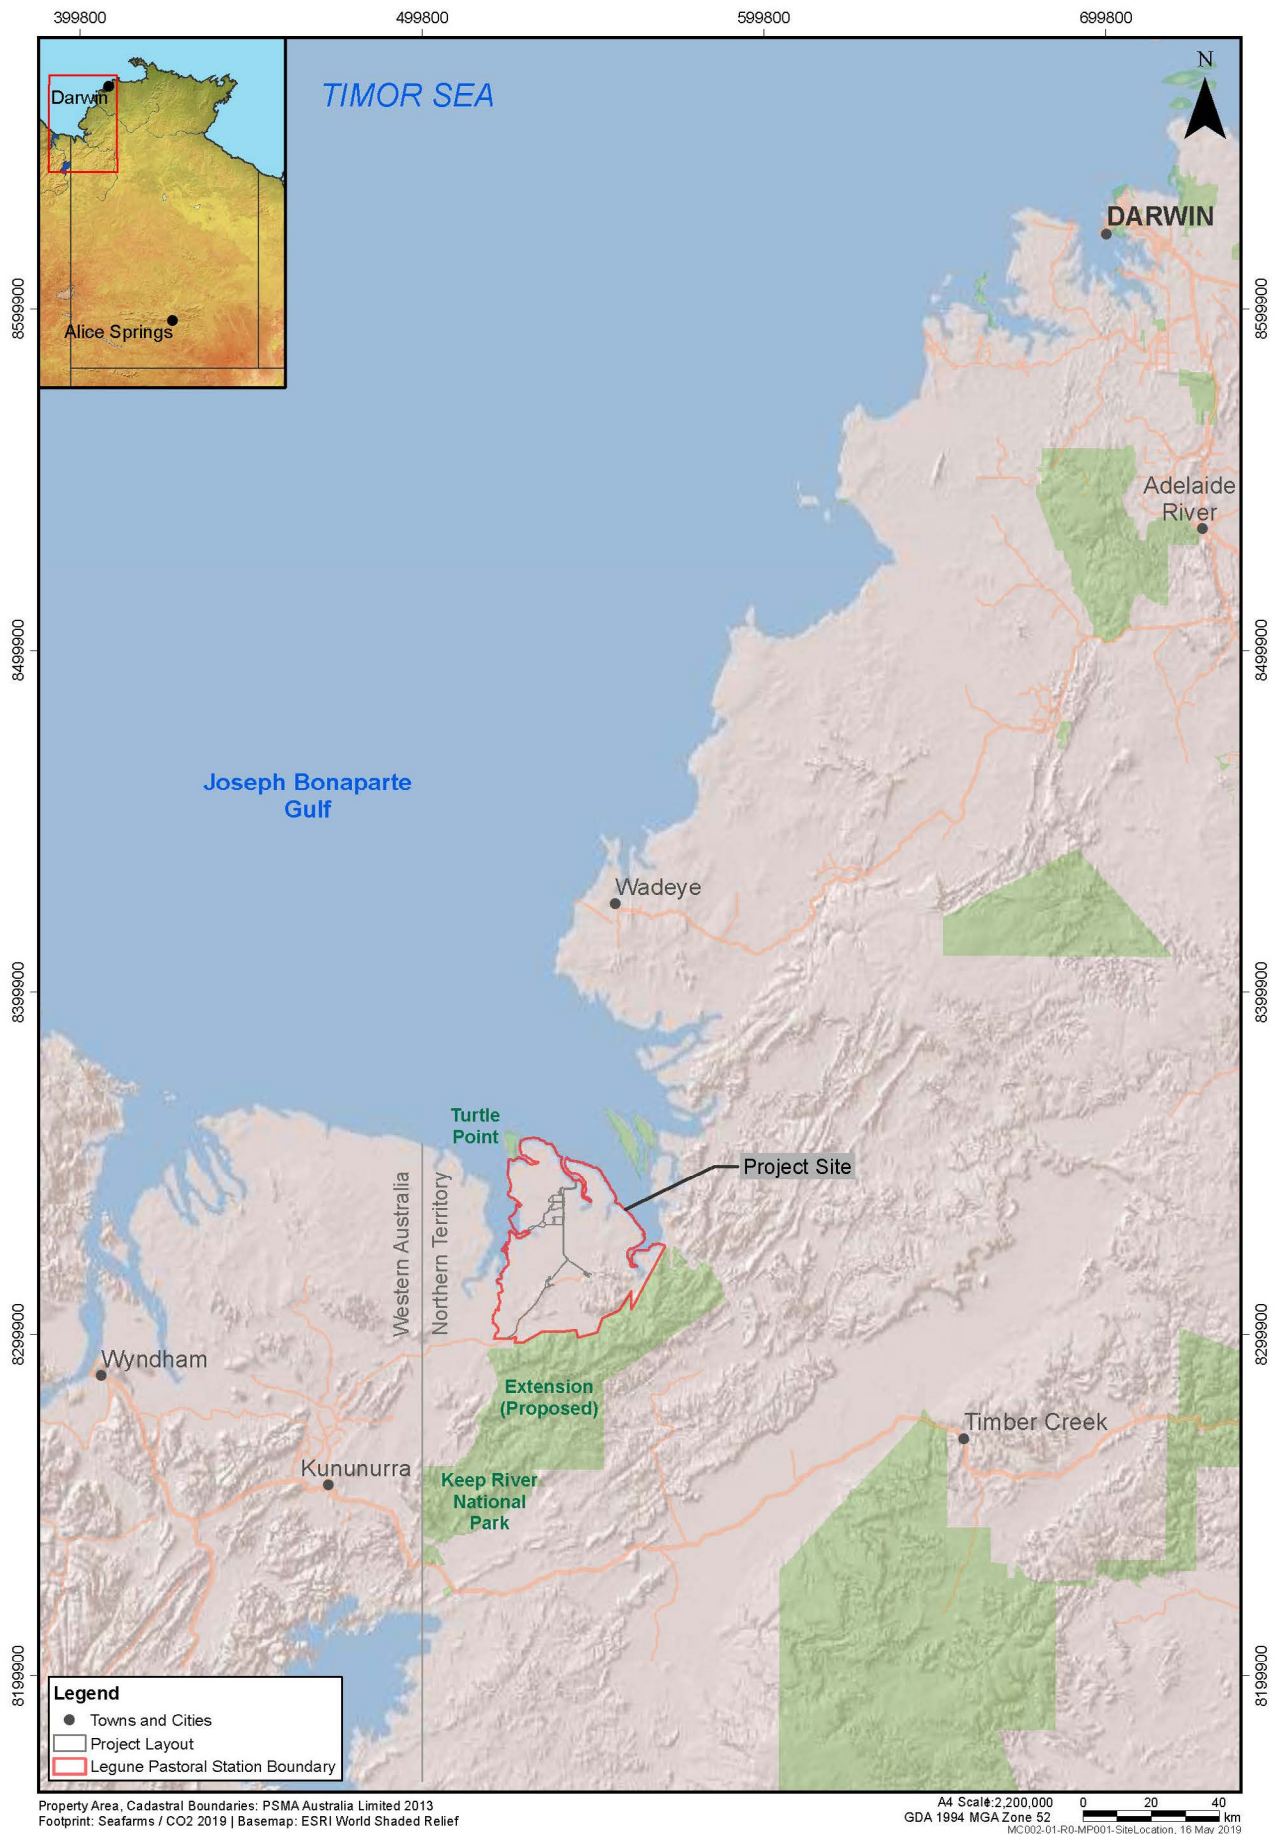 399800
499800
599800
699800
Darwin
Alice Springs
TIMOR SEA
N
DARWIN
8599900
8599900
Adelaide
River
8499900
8499900
Joseph Bonaparte
Gulf
Wadeye
8399900
8399900
Turtle
Point
Project Site
Western Australia
Northern Territory
8299900
8299900
Wyndham
Extension
(Proposed)
Timber Creek
Kununurra
Keep River
National
Park
8199900
8199900
Legend
Towns and Cities
Project Layout
Legune Pastoral Station Boundary
Property Area, Cadastral Boundaries: PSMA Australia Limited 2013
Footprint: Seafarms / CO2 2019 | Basemap: ESRI World Shaded Relief
A4 Scale1:2,200,000
GDA 1994 MGA Zone 52
0 20 40
km
MC002-01-R0-MP001-SiteLocation, 16 May 2019